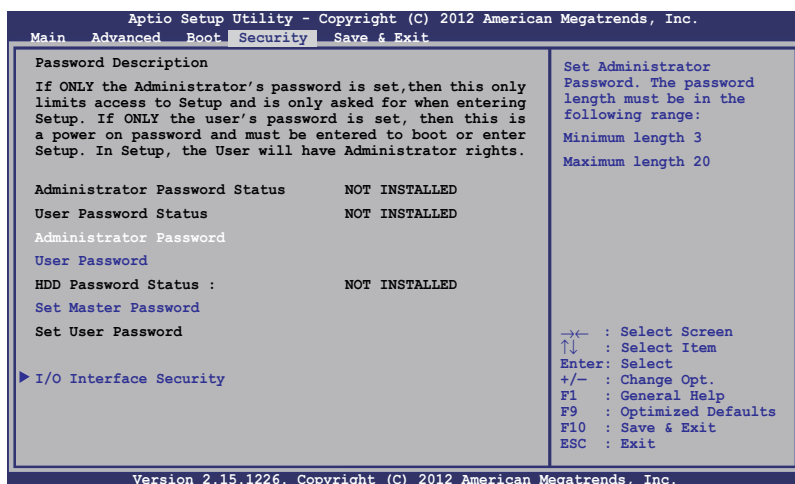 Aptio Setup Utility - Copyright (C) 2012 American Megatrends, Inc.
Main Advanced Boot Security Save & Exit
Password Description
If ONLY the Administrator's password is set,then this only
limits access to Setup and is only asked for when entering
Setup. If ONLY the user's password is set, then this is
a power on password and must be entered to boot or enter
Setup. In Setup, the User will have Administrator rights.
Administrator Password Status NOT INSTALLED
User Password Status NOT INSTALLED
Administrator Password
User Password
HDD Password Status : NOT INSTALLED
Set Master Password
Set User Password
I/O Interface Security
Set Administrator
Password. The password
length must be in the
following range:
Minimum length 3
Maximum length 20
→← : Select Screen
↑↓ : Select Item
Enter: Select
+/— : Change Opt.
F1 : General Help
F9 : Optimized Defaults
F10 : Save & Exit
ESC : Exit
Version 2.15.1226. Copyright (C) 2012 American Megatrends, Inc.